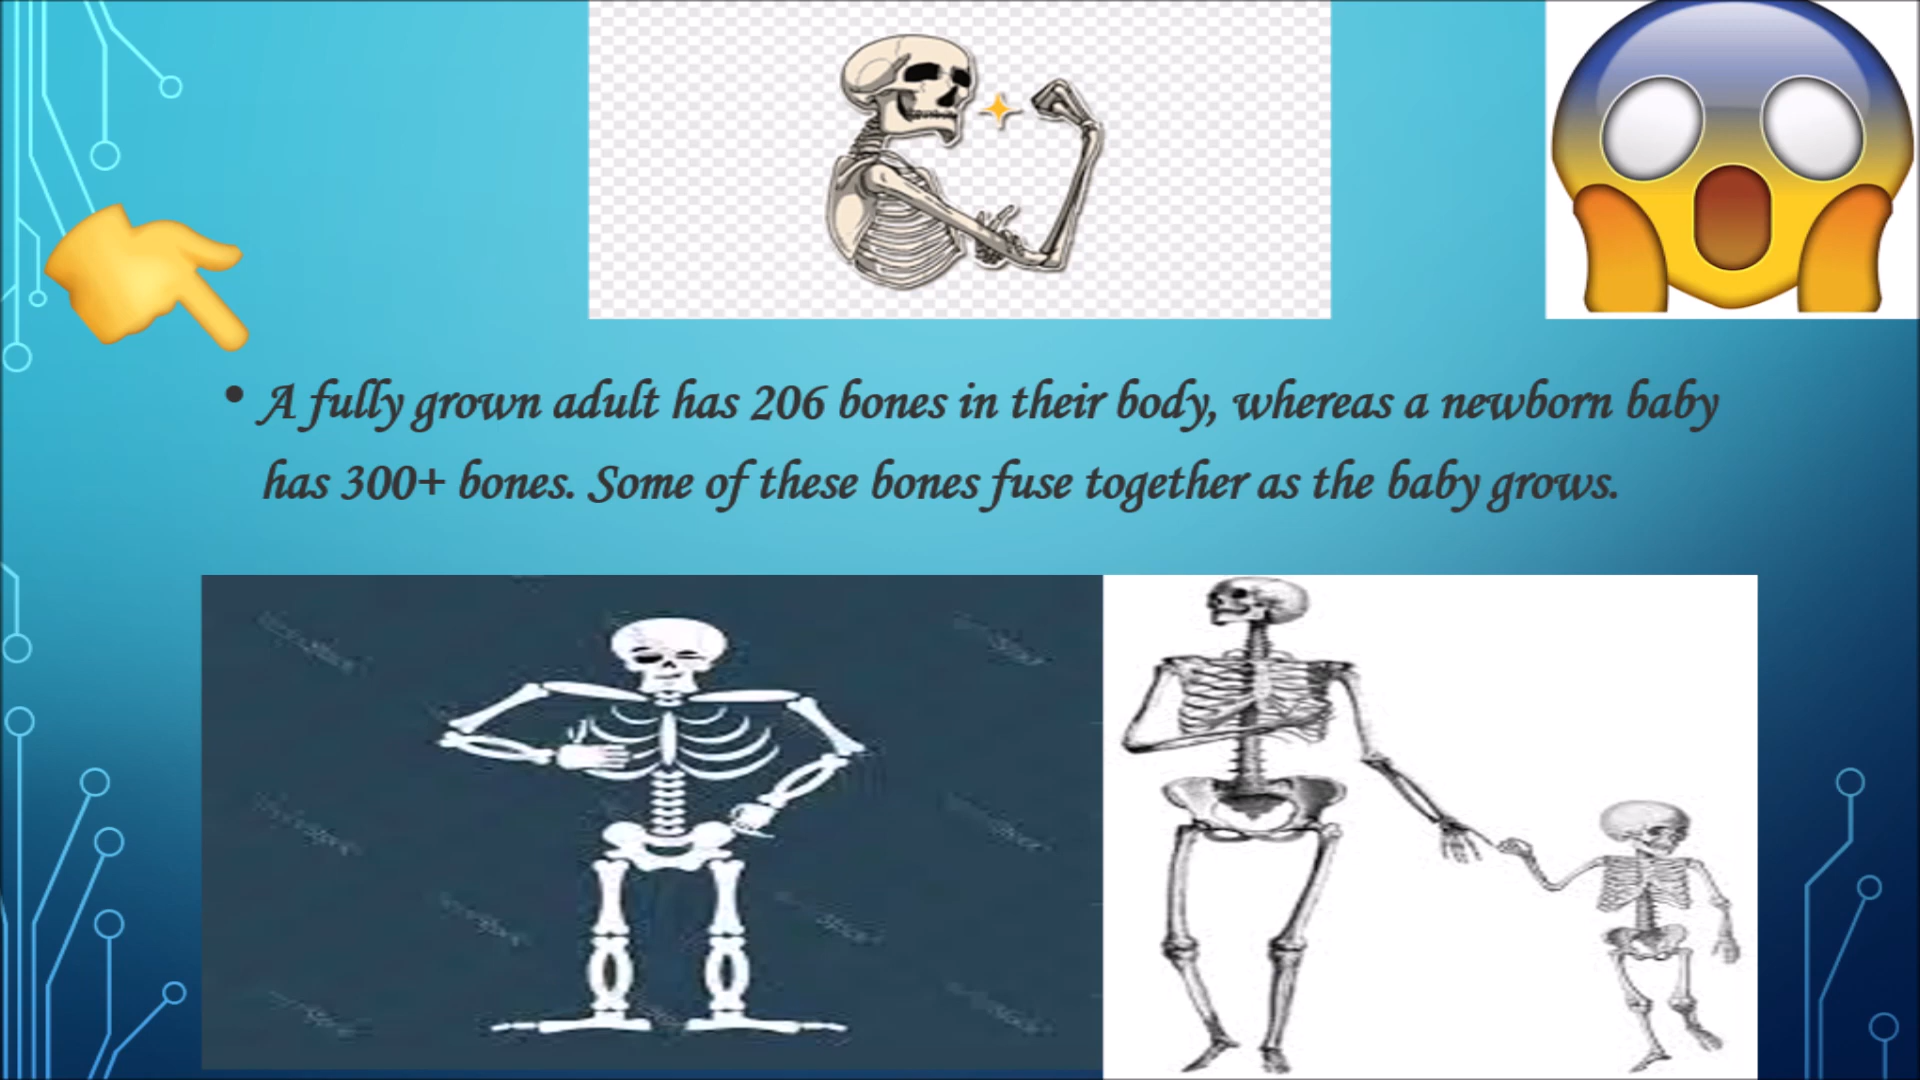 • A fully grown adult has 206 bones in their body, whereas a newborn baby
has 300+ bones. Some of these bones fuse together as the baby grows.